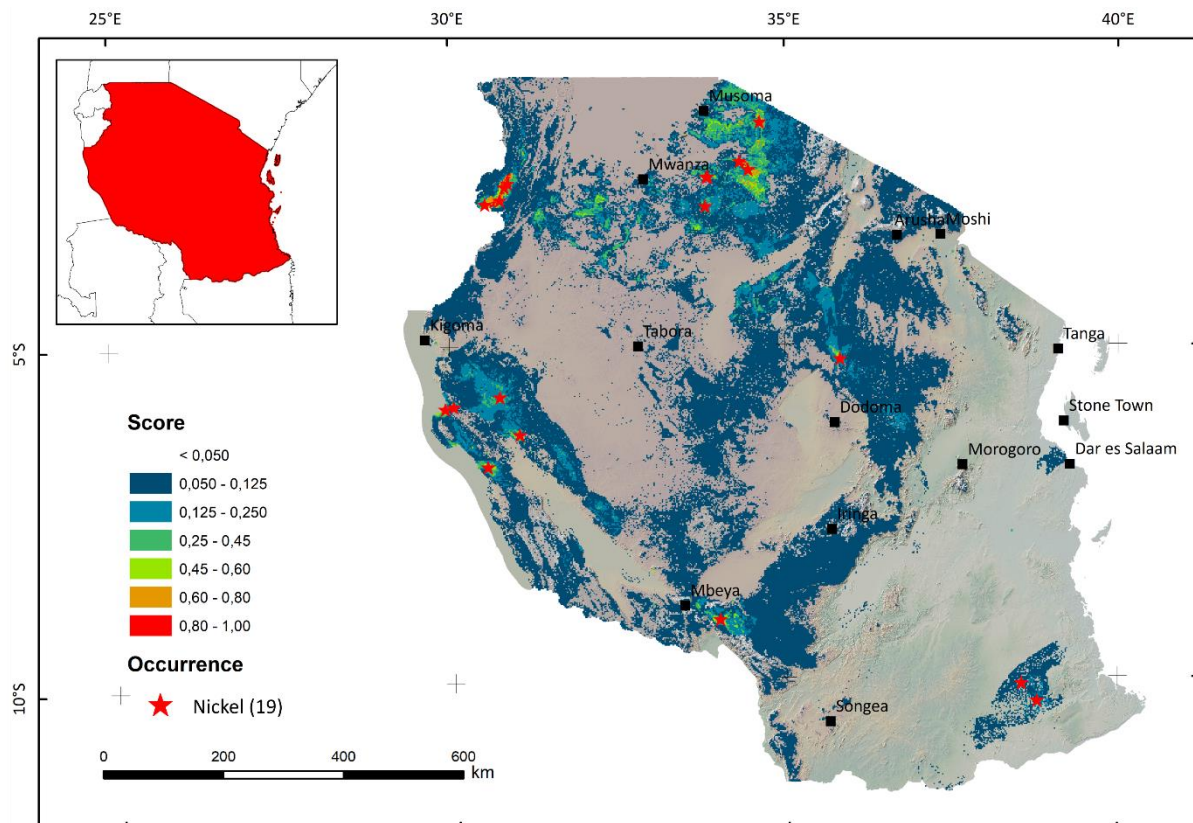 25°E
30°E
35°E
40°E
Musoma
Mwanza
Arusha
Moshi
Kigoma
Tabora
Tanga
5°S
Dodoma
Stone Town
Morogoro
Dar es Salaam
Iringa
Mbeya
Songea
10°S
Score
< 0,050
0,050 - 0,125
0,125 - 0,250
0,25 - 0,45
0,45 - 0,60
0,60 - 0,80
0,80 - 1,00
Occurrence
Nickel (19)
0 200 400 600
km